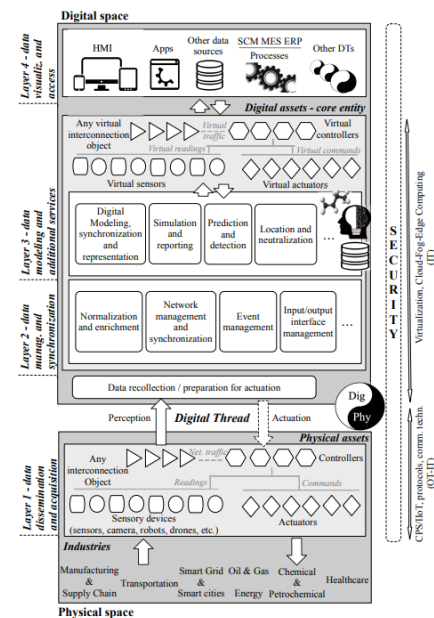 Digital space
Layer 4 - data
visualiz. and
access
HMI
Apps
Other data
sources
SCM MES ERP
Processes
Other DTs
Digital assets - core entity
Layer 3 - data
modeling and
additional services
Any virtual
interconnection
object
Virtual
traffic
Virtual
controllers
Virtual readings
Virtual commands
Virtual sensors
Virtual actuators
Digital
Modeling,
synchronization
and
representation
Simulation
and
reporting
Prediction
and
detection
Location and
neutralization
...
Layer 2 - data
manag. and
synchronization
Normalization
and enrichment
Network
management
and
synchronization
Event
management
Input/output
interface
management
...
Data recollection / preparation for actuation
Perception
Digital Thread
Actuation
Dig
Phy
Physical assets
Layer 1 - data
dissemination
and acquisition
Any
interconnection
Object
Net. traffic
Controllers
Readings
Commands
Sensory devices
(sensors, camera, robots, drones, etc.)
Actuators
Industries
Manufacturing
&
Supply Chain
Transportation
Smart Grid
&
Smart cities
Oil & Gas
Energy
Chemical
&
Petrochemical
Healthcare
Physical space
SECURITY
Virtualization, Cloud-Fog-Edge Computing
(IT)
CPS/IIoT, protocols, comm. techn.
(OT-IT)